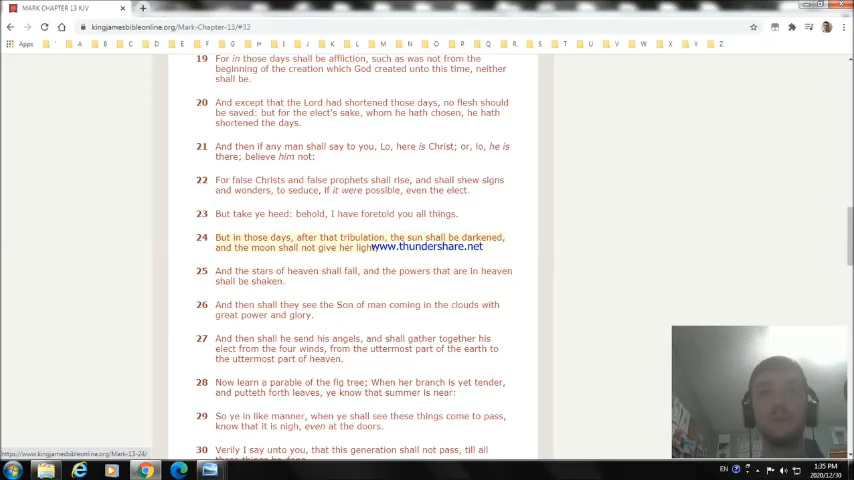 MARK CHAPTER 13 KJV
kingjamesbibleonline.org/Mark-Chapter-13/#32
Apps ' A B C D E F G H I J K L M N O P Q R S T U V W X Y Z
19 For in those days shall be affliction, such as was not from the
beginning of the creation which God created unto this time, neither
shall be.
20 And except that the Lord had shortened those days, no flesh should
be saved: but for the elect's sake, whom he hath chosen, he hath
shortened the days.
21 And then if any man shall say to you, Lo, here is Christ; or, lo, he is
there; believe him not:
22 For false Christs and false prophets shall rise, and shall shew signs
and wonders, to seduce, if it were possible, even the elect.
23 But take ye heed: behold, I have foretold you all things.
24 But in those days, after that tribulation, the sun shall be darkened,
and the moon shall not give her light,
www.thundershare.net
25 And the stars of heaven shall fall, and the powers that are in heaven
shall be shaken.
26 And then shall they see the Son of man coming in the clouds with
great power and glory.
27 And then shall he send his angels, and shall gather together his
elect from the four winds, from the uttermost part of the earth to
the uttermost part of heaven.
28 Now learn a parable of the fig tree; When her branch is yet tender,
and putteth forth leaves, ye know that summer is near:
29 So ye in like manner, when ye shall see these things come to pass,
know that it is nigh, even at the doors.
30 Verily I say unto you, that this generation shall not pass, till all
these things be done.
https://www.kingjamesbibleonline.org/Mark-13-24/
EN
1:35 PM
2020/12/30